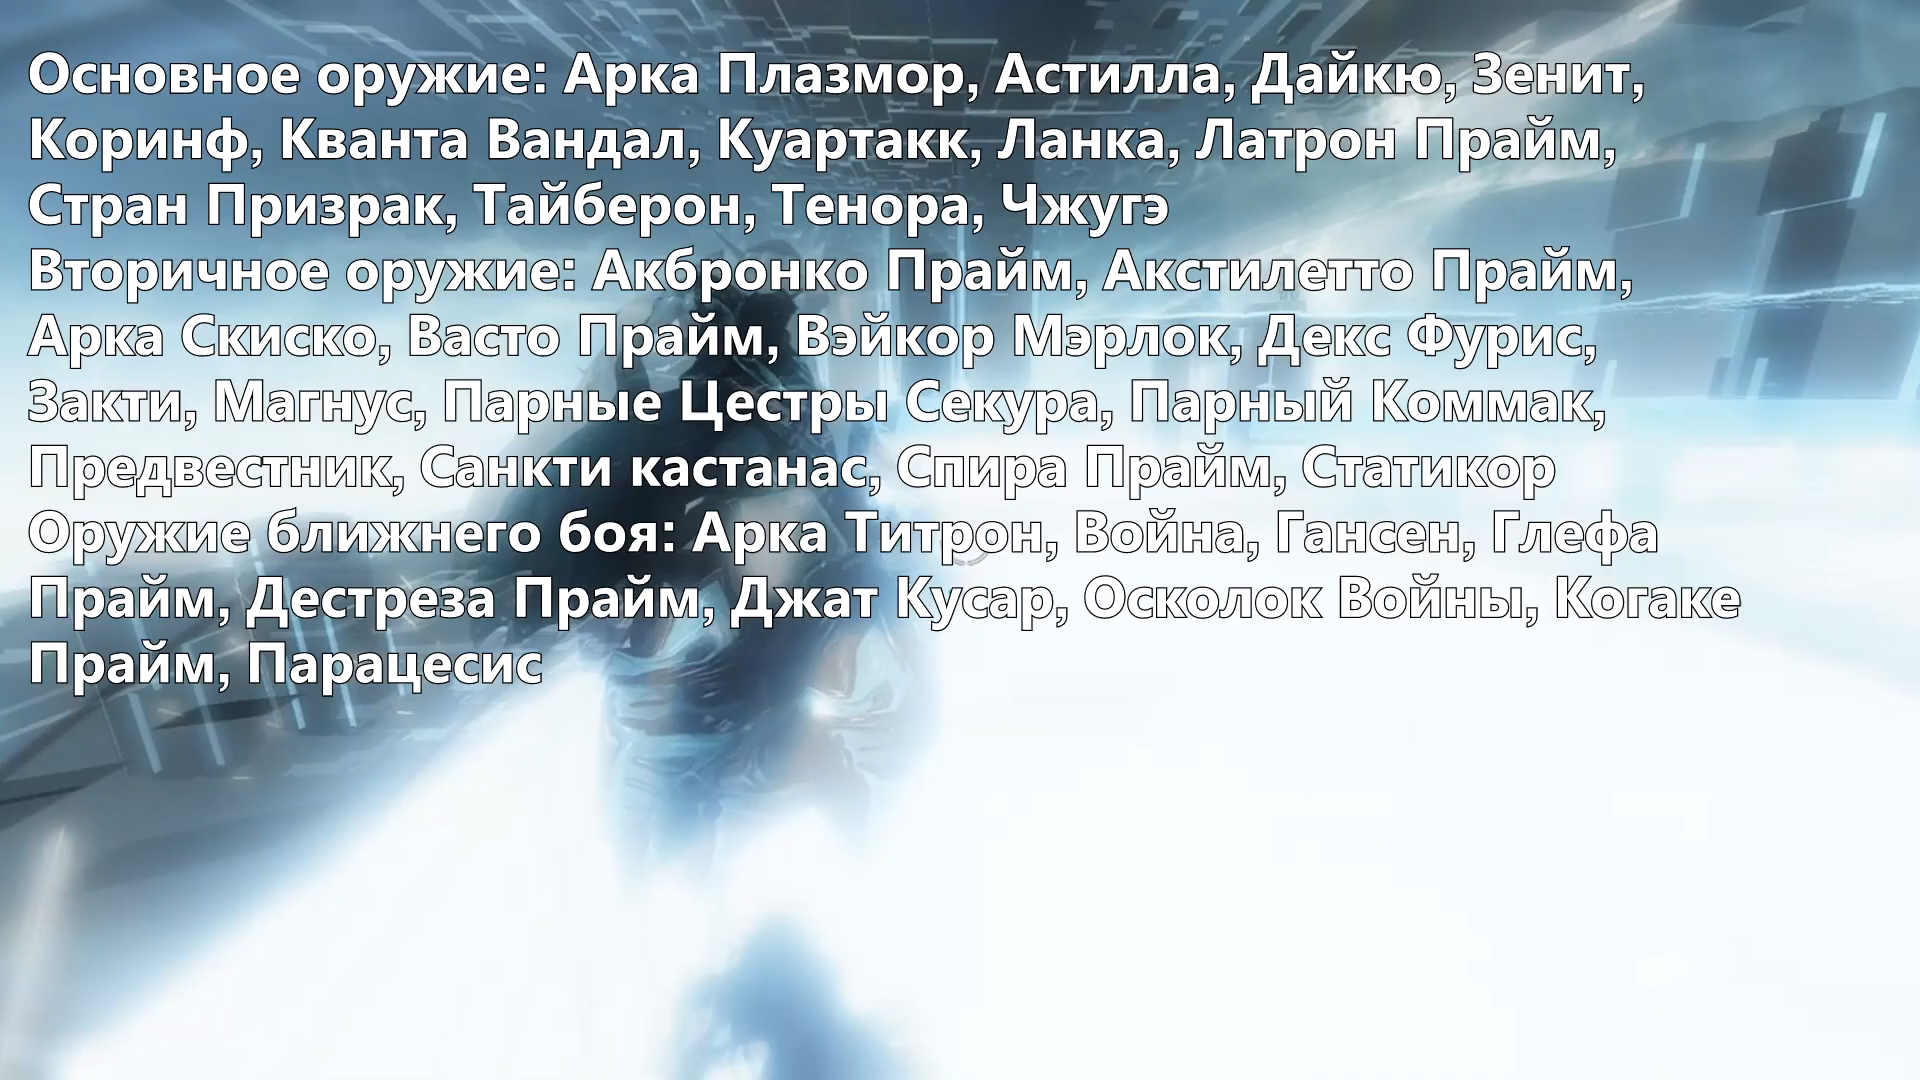 Основное оружие: Арка Плазмор, Астилла, Дайкю, Зенит,
Коринф, Кванта Вандал, Куартакк, Ланка, Латрон Прайм,
Стран Призрак, Тайберон, Тенора, Чжугэ
Вторичное оружие: Акбронко Прайм, Акстилетто Прайм,
Арка Скиско, Васто Прайм, Вэйкор Мэрлок, Декс Фурис,
Закти, Магнус, Парные Цестры Секура, Парный Коммак,
Предвестник, Санкти кастанас, Спира Прайм, Статикор
Оружие ближнего боя: Арка Титрон, Война, Гансен, Глефа
Прайм, Дестреза Прайм, Джат Кусар, Осколок Войны, Когаке
Прайм, Парацесис